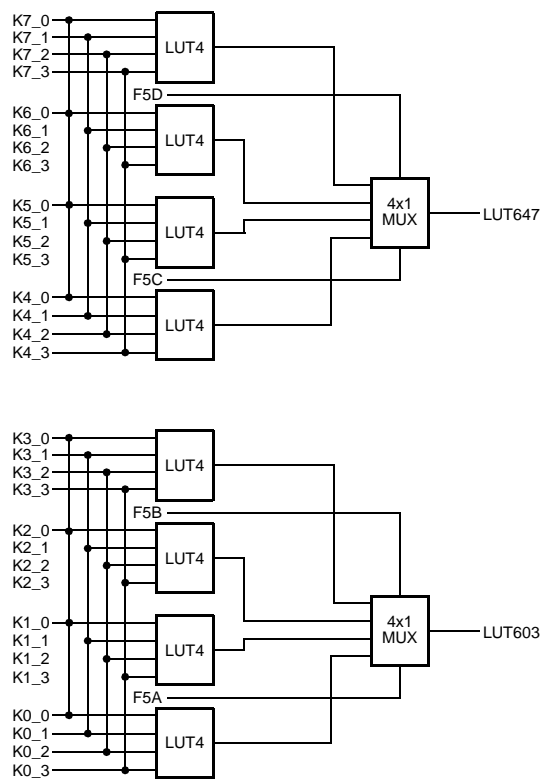 K7_0
K7_1
K7_2
K7_3
LUT4
F5D
K6_0
K6_1
K6_2
K6_3
LUT4
K5_0
K5_1
K5_2
K5_3
LUT4
4x1
MUX
LUT647
F5C
K4_0
K4_1
K4_2
K4_3
LUT4
K3_0
K3_1
K3_2
K3_3
LUT4
F5B
K2_0
K2_1
K2_2
K2_3
LUT4
K1_0
K1_1
K1_2
K1_3
LUT4
4x1
MUX
LUT603
F5A
K0_0
K0_1
K0_2
K0_3
LUT4